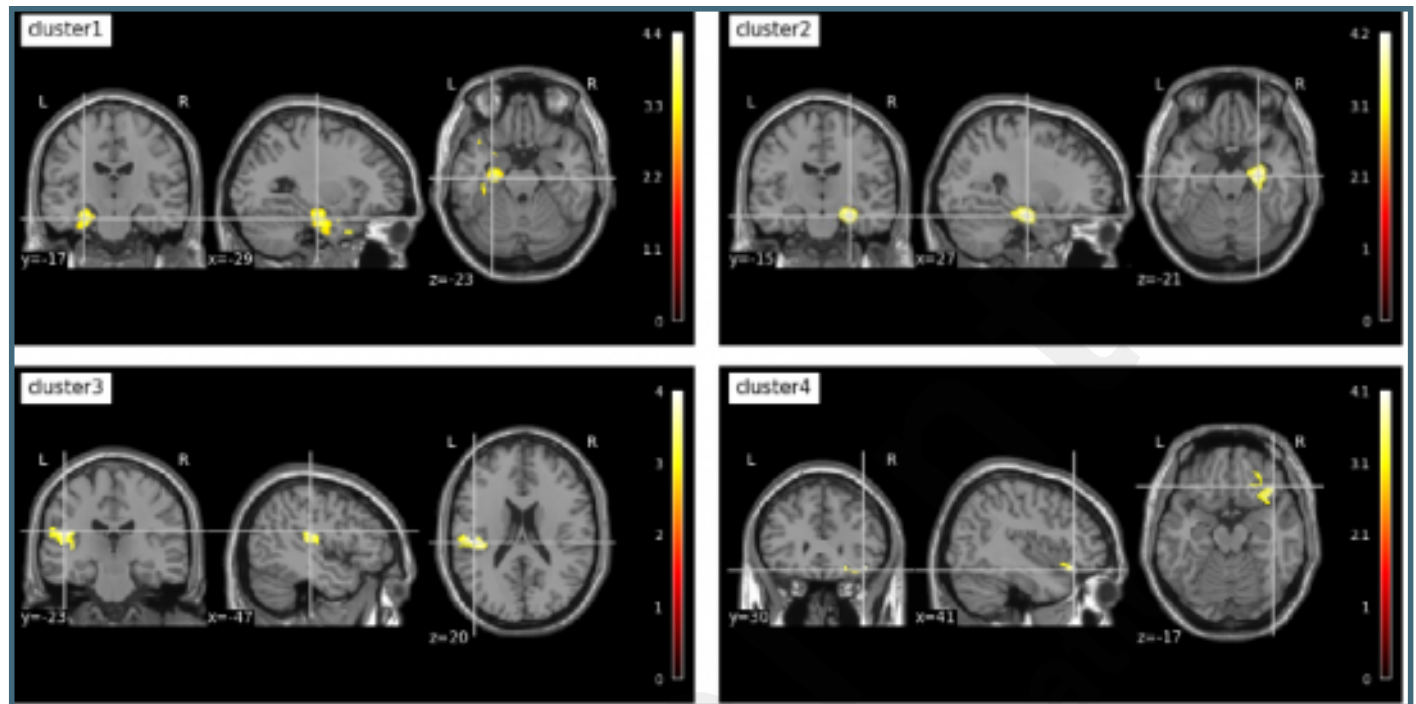 cluster1
4.4
L R L R
3.3
2.2
1.1
y=-17 x=-29
z=-23
0
cluster2
4.2
L R L R
3.1
2.1
1
y=-15 x=27
z=-21
0
cluster3
4
L R L R
3
2
1
y=-23 x=-47
z=20
0
cluster4
4.1
L R L R
3.1
2.1
1
y=30 x=41
z=-17
0